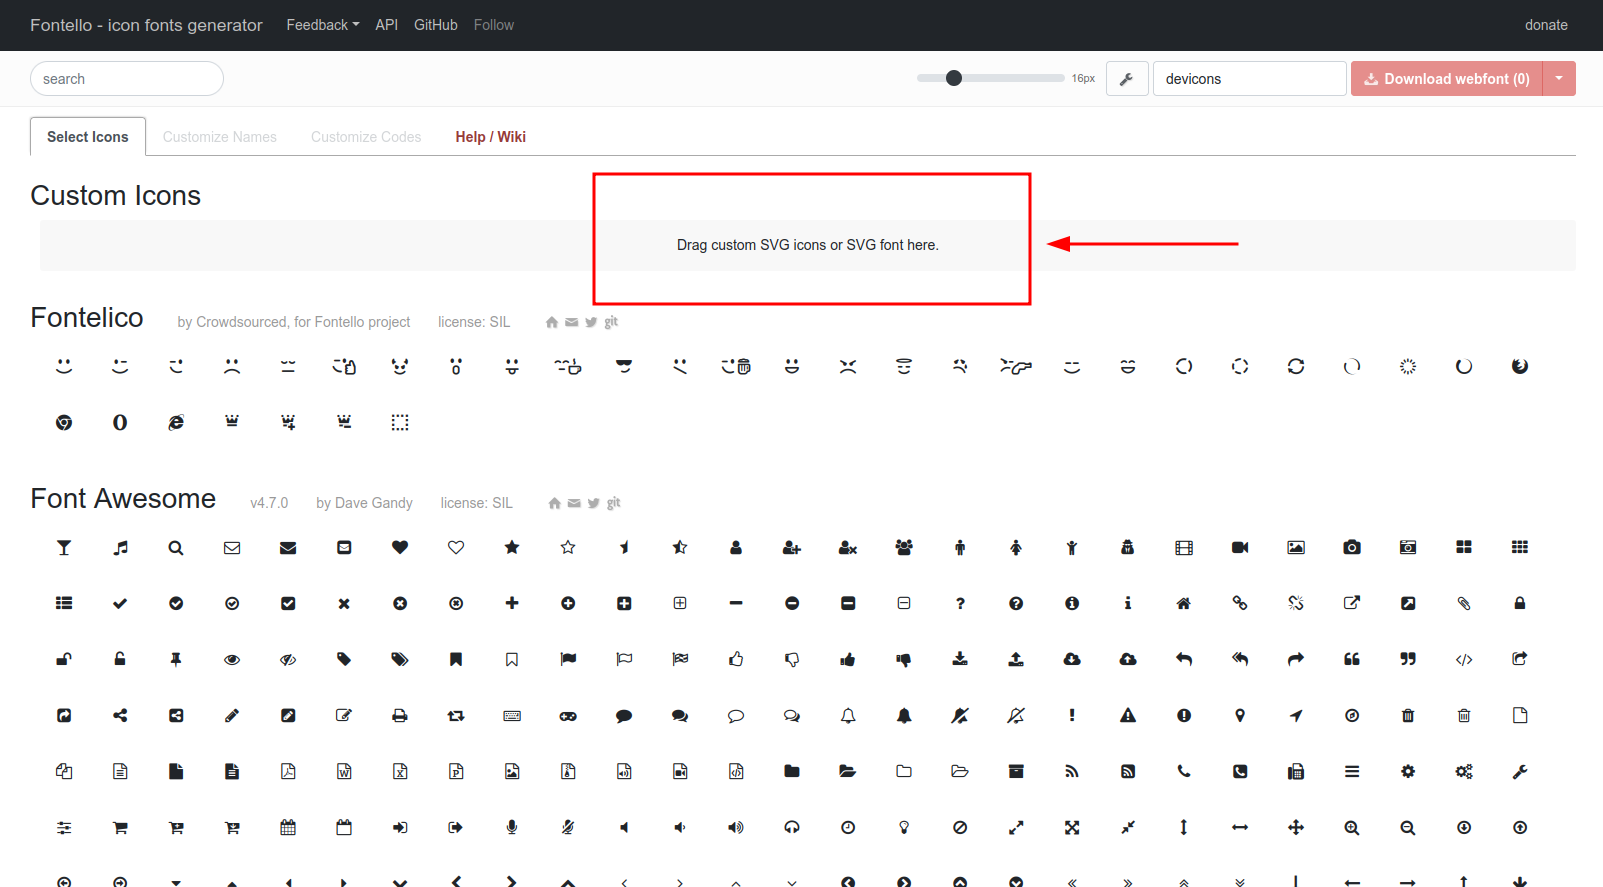 Fontello - icon fonts generator Feedback API GitHub Follow donate
search 16px devicons Download webfont (0)
Select Icons Customize Names Customize Codes Help / Wiki
Custom Icons
Drag custom SVG icons or SVG font here.
Fontelico by Crowdsourced, for Fontello project license: SIL git
Font Awesome v4.7.0 by Dave Gandy license: SIL git